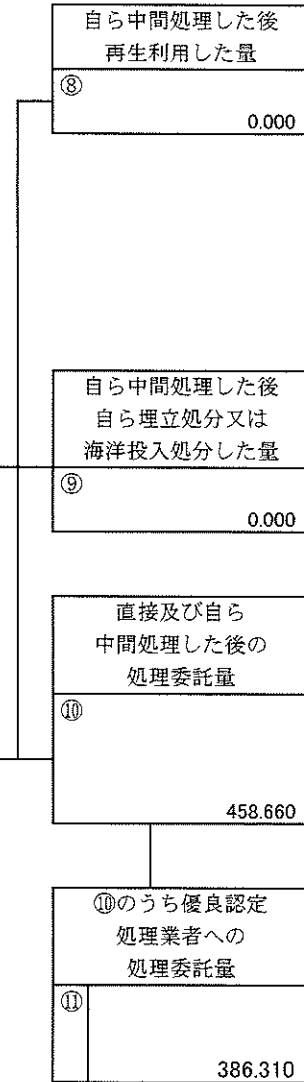 自ら中間処理した後
再生利用した量
⑧
0.000
自ら中間処理した後
自ら埋立処分又は
海洋投入処分した量
⑨
0.000
直接及び自ら
中間処理した後の
処理委託量
⑩
458.660
⑩のうち優良認定
処理業者への
処理委託量
⑪
386.310